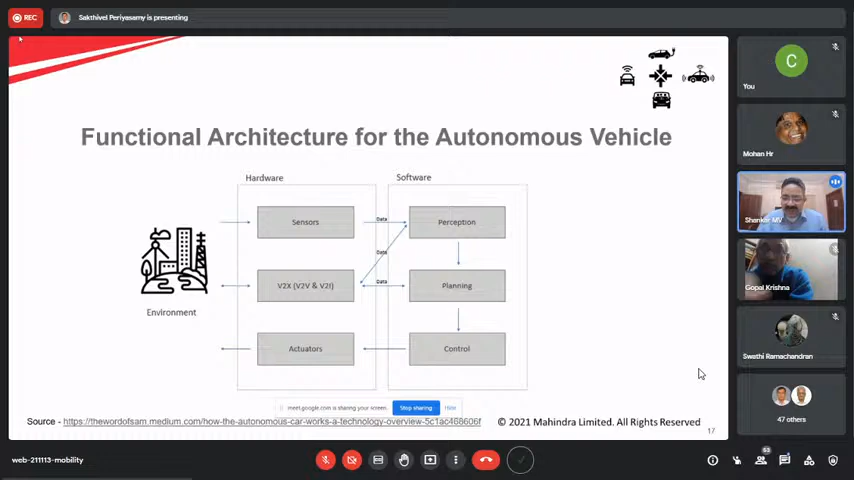 REC
Sakthivel Periyasamy is presenting
Functional Architecture for the Autonomous Vehicle
Hardware
Software
Sensors
Data
Perception
Data
V2X (V2V & V2I)
Data
Planning
Environment
Actuators
Control
meet.google.com is sharing your screen.
Stop sharing
Hide
Source - https://thewordofsam.medium.com/how-the-autonomous-car-works-a-technology-overview-5c1ac468606f
© 2021 Mahindra Limited. All Rights Reserved
17
C
You
Mohan Hr
Shanker MV
Gopal Krishna
Swathi Ramachandran
47 others
web-211113-mobility
53